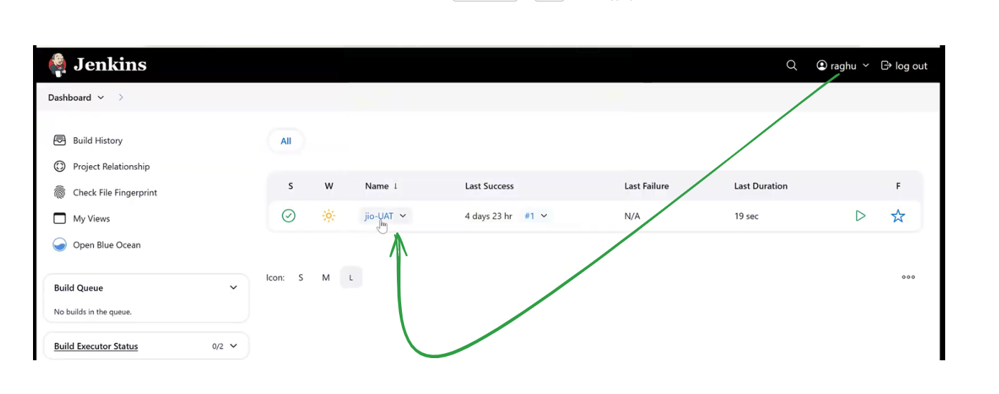 Jenkins
raghu log out
Dashboard
Build History
Project Relationship
Check File Fingerprint
My Views
Open Blue Ocean
Build Queue
No builds in the queue.
Build Executor Status 0/2
All
S W Name ↓ Last Success Last Failure Last Duration F
jio-UAT 4 days 23 hr #1 N/A 19 sec
Icon: S M L